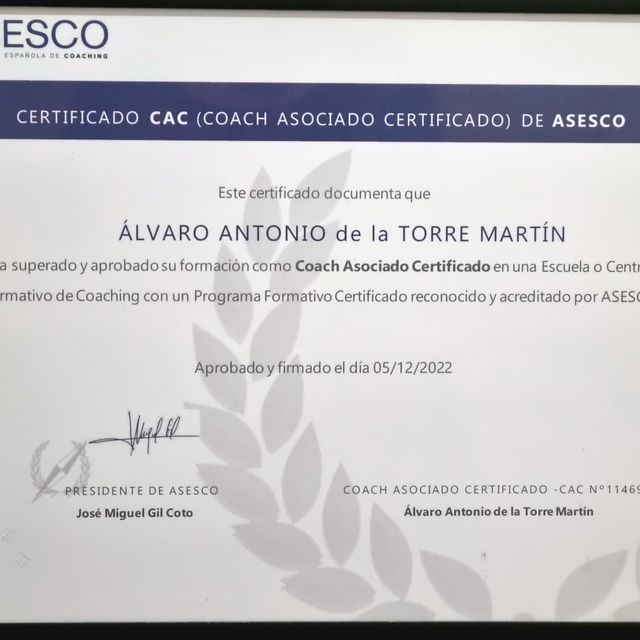 ESCO
ESPAÑOLA DE COACHING
CERTIFICADO CAC (COACH ASOCIADO CERTIFICADO) DE ASESCO
Este certificado documenta que
ÁLVARO ANTONIO de la TORRE MARTÍN
a superado y aprobado su formación como Coach Asociado Certificado en una Escuela o Centr
rmativo de Coaching con un Programa Formativo Certificado reconocido y acreditado por ASESC
Aprobado y firmado el día 05/12/2022
PRESIDENTE DE ASESCO
José Miguel Gil Coto
COACH ASOCIADO CERTIFICADO -CAC Nº11469
Álvaro Antonio de la Torre Martín